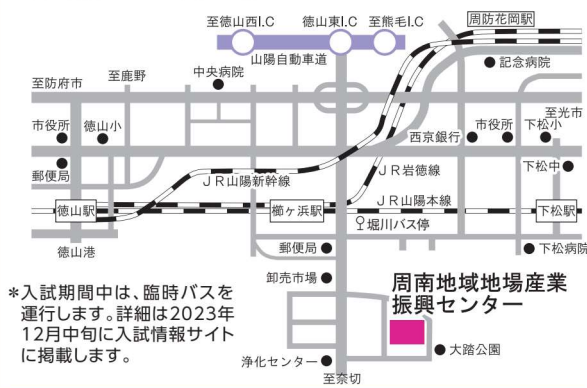 至徳山西I.C
徳山東I.C
至熊毛I.C
周防花岡駅
山陽自動車道
記念病院
至防府市
至鹿野
中央病院
至光市
市役所
徳山小
西京銀行
市役所
下松小
郵便局
JR山陽新幹線
JR岩徳線
下松中
徳山駅
櫛ヶ浜駅
JR山陽本線
下松駅
堀川バス停
徳山港
郵便局
下松病院
卸売市場
周南地域地場産業
振興センター
*入試期間中は、臨時バスを
運行します。詳細は2023年
12月中旬に入試情報サイト
に掲載します。
浄化センター
大踏公園
至奈切